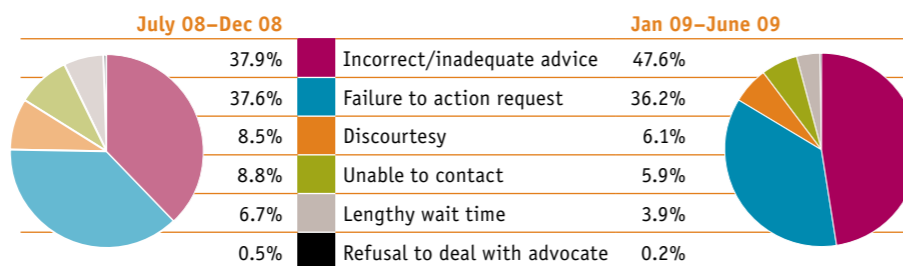 July 08–Dec 08 Jan 09–June 09
37.9% Incorrect/inadequate advice 47.6%
37.6% Failure to action request 36.2%
8.5% Discourtesy 6.1%
8.8% Unable to contact 5.9%
6.7% Lengthy wait time 3.9%
0.5% Refusal to deal with advocate 0.2%